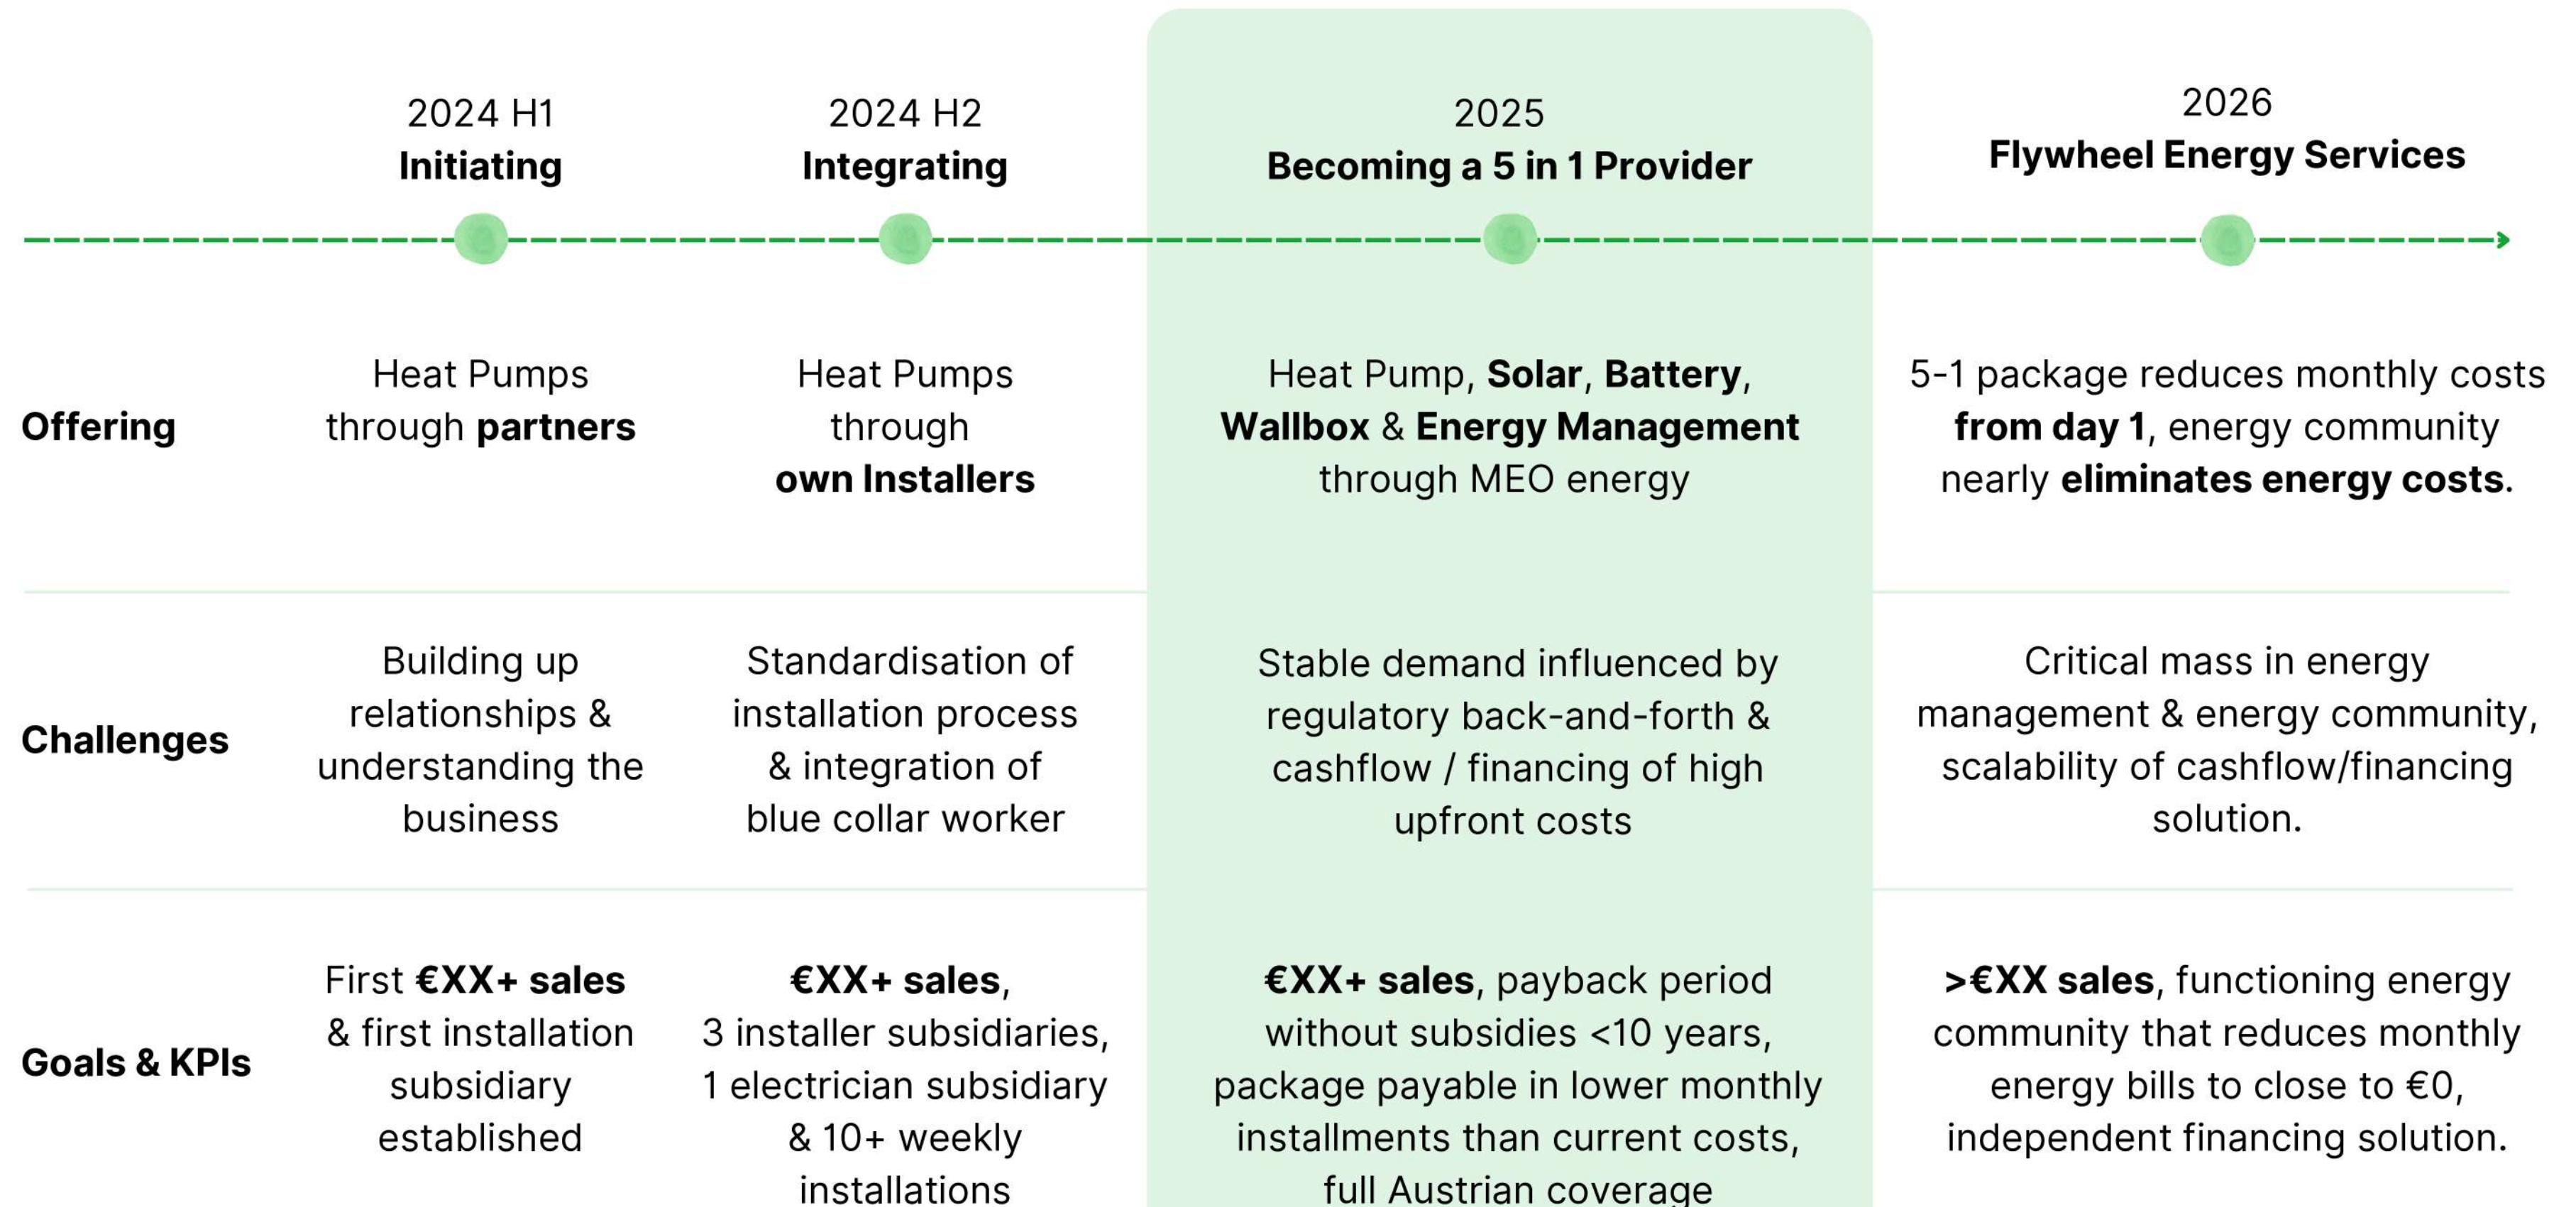 2024 H1
Initiating
2024 H2
Integrating
2025
Becoming a 5 in 1 Provider
2026
Flywheel Energy Services
Offering
Heat Pumps
through partners
Heat Pumps
through
own Installers
Heat Pump, Solar, Battery,
Wallbox & Energy Management
through MEO energy
5-1 package reduces monthly costs
from day 1, energy community
nearly eliminates energy costs.
Challenges
Building up
relationships &
understanding the
business
Standardisation of
installation process
& integration of
blue collar worker
Stable demand influenced by
regulatory back-and-forth &
cashflow / financing of high
upfront costs
Critical mass in energy
management & energy community,
scalability of cashflow/financing
solution.
Goals & KPIs
First €XX+ sales
& first installation
subsidiary
established
€XX+ sales,
3 installer subsidiaries,
1 electrician subsidiary
& 10+ weekly
installations
€XX+ sales, payback period
without subsidies <10 years,
package payable in lower monthly
installments than current costs,
full Austrian coverage
>€XX sales, functioning energy
community that reduces monthly
energy bills to close to €0,
independent financing solution.